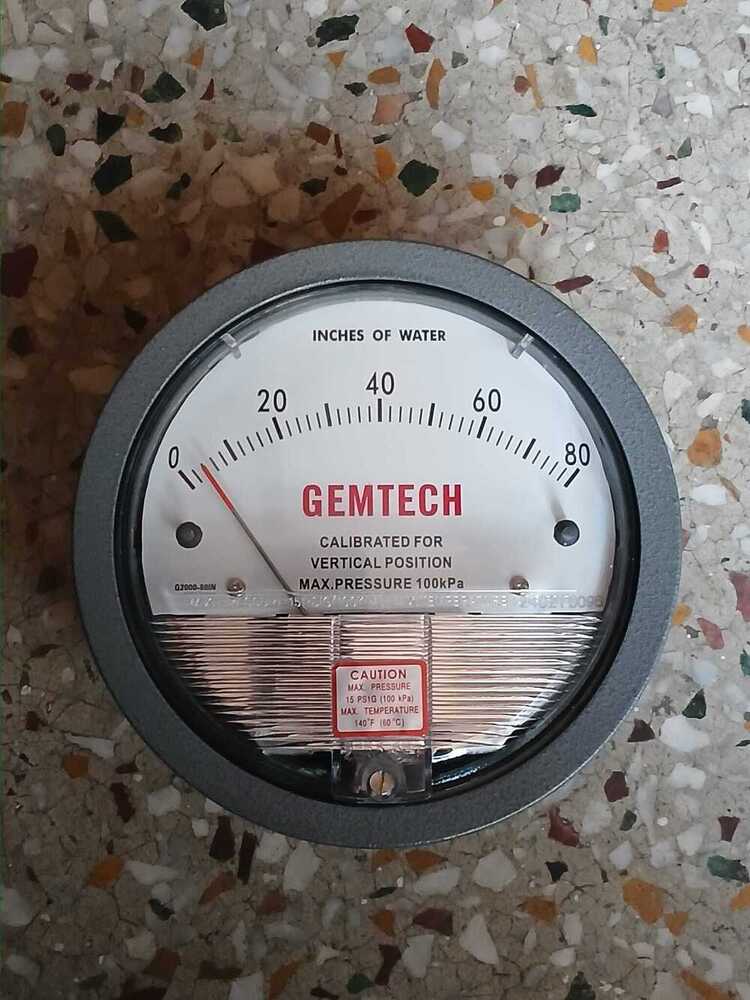 INCHES OF WATER
0 20 40 60 80
GEMTECH
CALIBRATED FOR
VERTICAL POSITION
MAX.PRESSURE 100kPa
G2000-80IN
CAUTION
MAX. PRESSURE
15 PSIG (100 kPa)
MAX. TEMPERATURE
140°F (60°C)